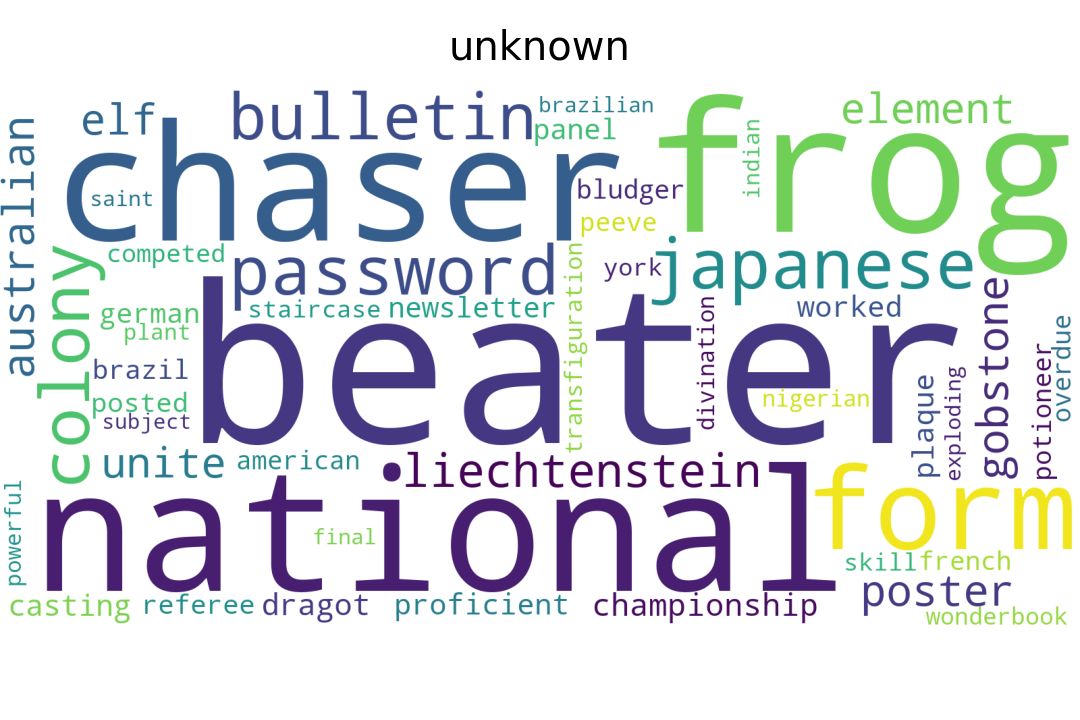 unknown
brazilian
elf
bulletin
element
panel
australian
chaser
frog
indian
saint
bludger
peeve
competed
password
york
japanese
colony
german
staircase
newsletter
transfiguration
worked
gobstone
plant
beater
divination
overdue
brazil
posted
subject
nigerian
plaque
exploding
potioneer
unite
american
liechtenstein
powerful
national
final
form
skill
french
casting
referee
dragot
proficient
championship
poster
wonderbook